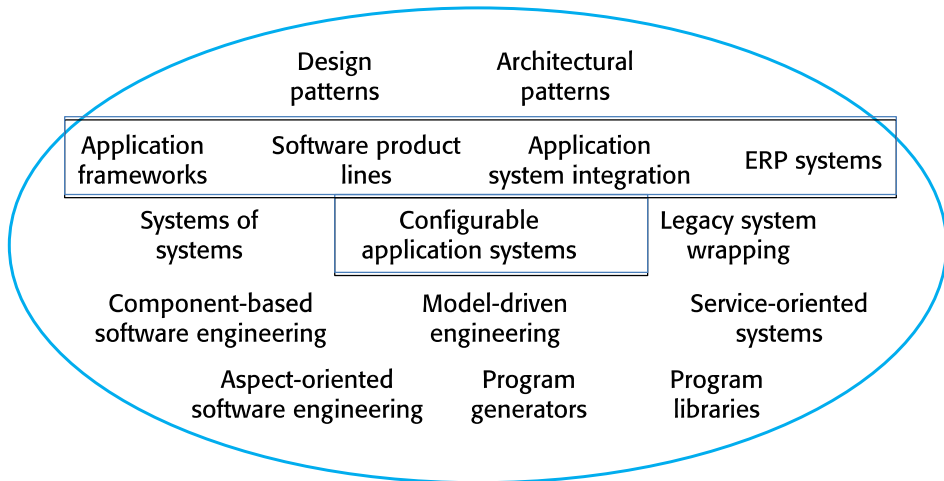 Design
patterns
Architectural
patterns
Application
frameworks
Software product
lines
Application
system integration
ERP systems
Systems of
systems
Configurable
application systems
Legacy system
wrapping
Component-based
software engineering
Model-driven
engineering
Service-oriented
systems
Aspect-oriented
software engineering
Program
generators
Program
libraries